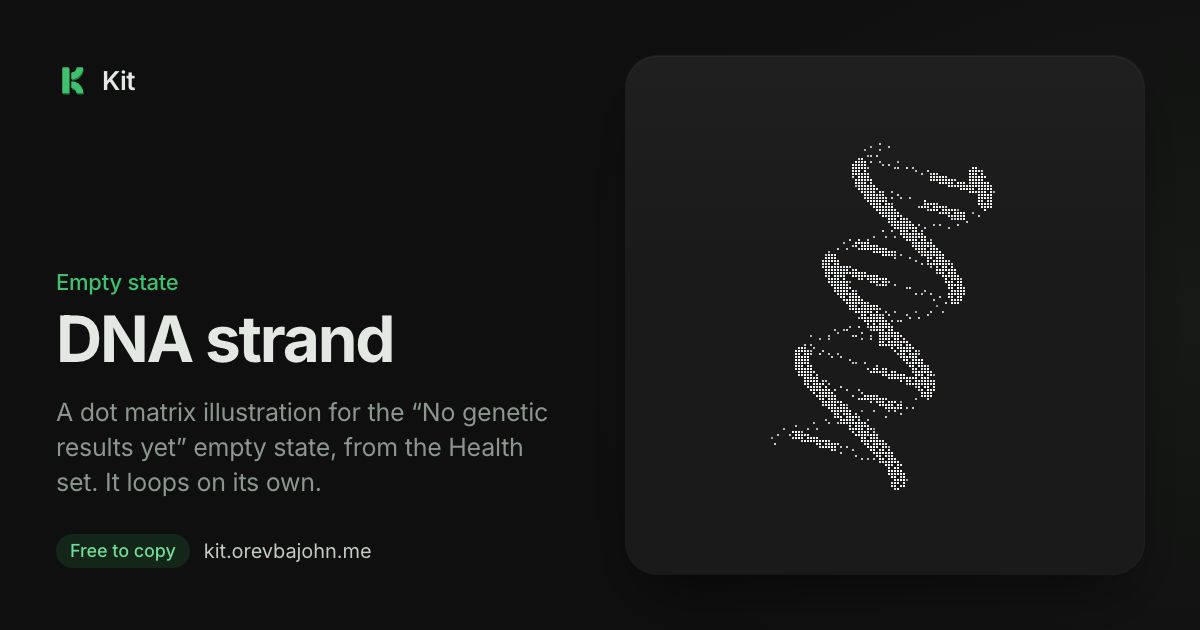 Kit
Empty state
DNA strand
A dot matrix illustration for the “No genetic
results yet” empty state, from the Health
set. It loops on its own.
Free to copy
kit.orevbajohn.me